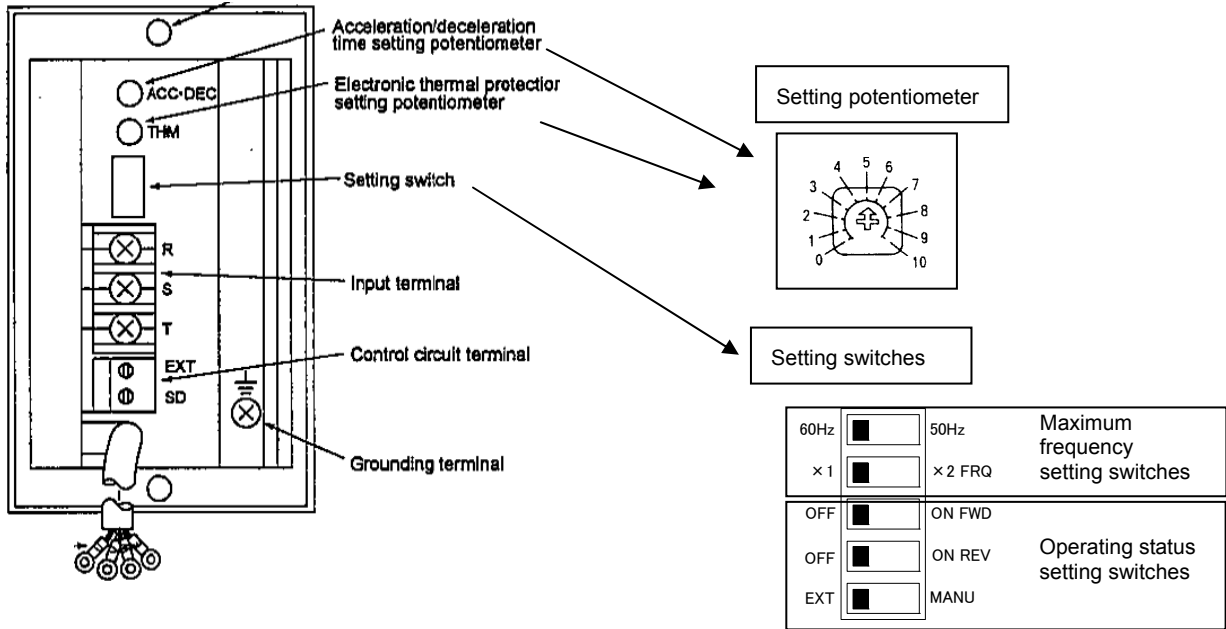 Acceleration/deceleration
time setting potentiometer
ACC·DEC
Electronic thermal protectior
setting potentiometer
THM
Setting switch
R
Input terminal
S
T
Control circuit terminal
EXT
SD
Grounding terminal
Setting potentiometer
0 1 2 3 4 5 6 7 8 9 10
Setting switches
60Hz 50Hz
×1 ×2 FRQ
Maximum
frequency
setting switches
OFF ON FWD
OFF ON REV
EXT MANU
Operating status
setting switches